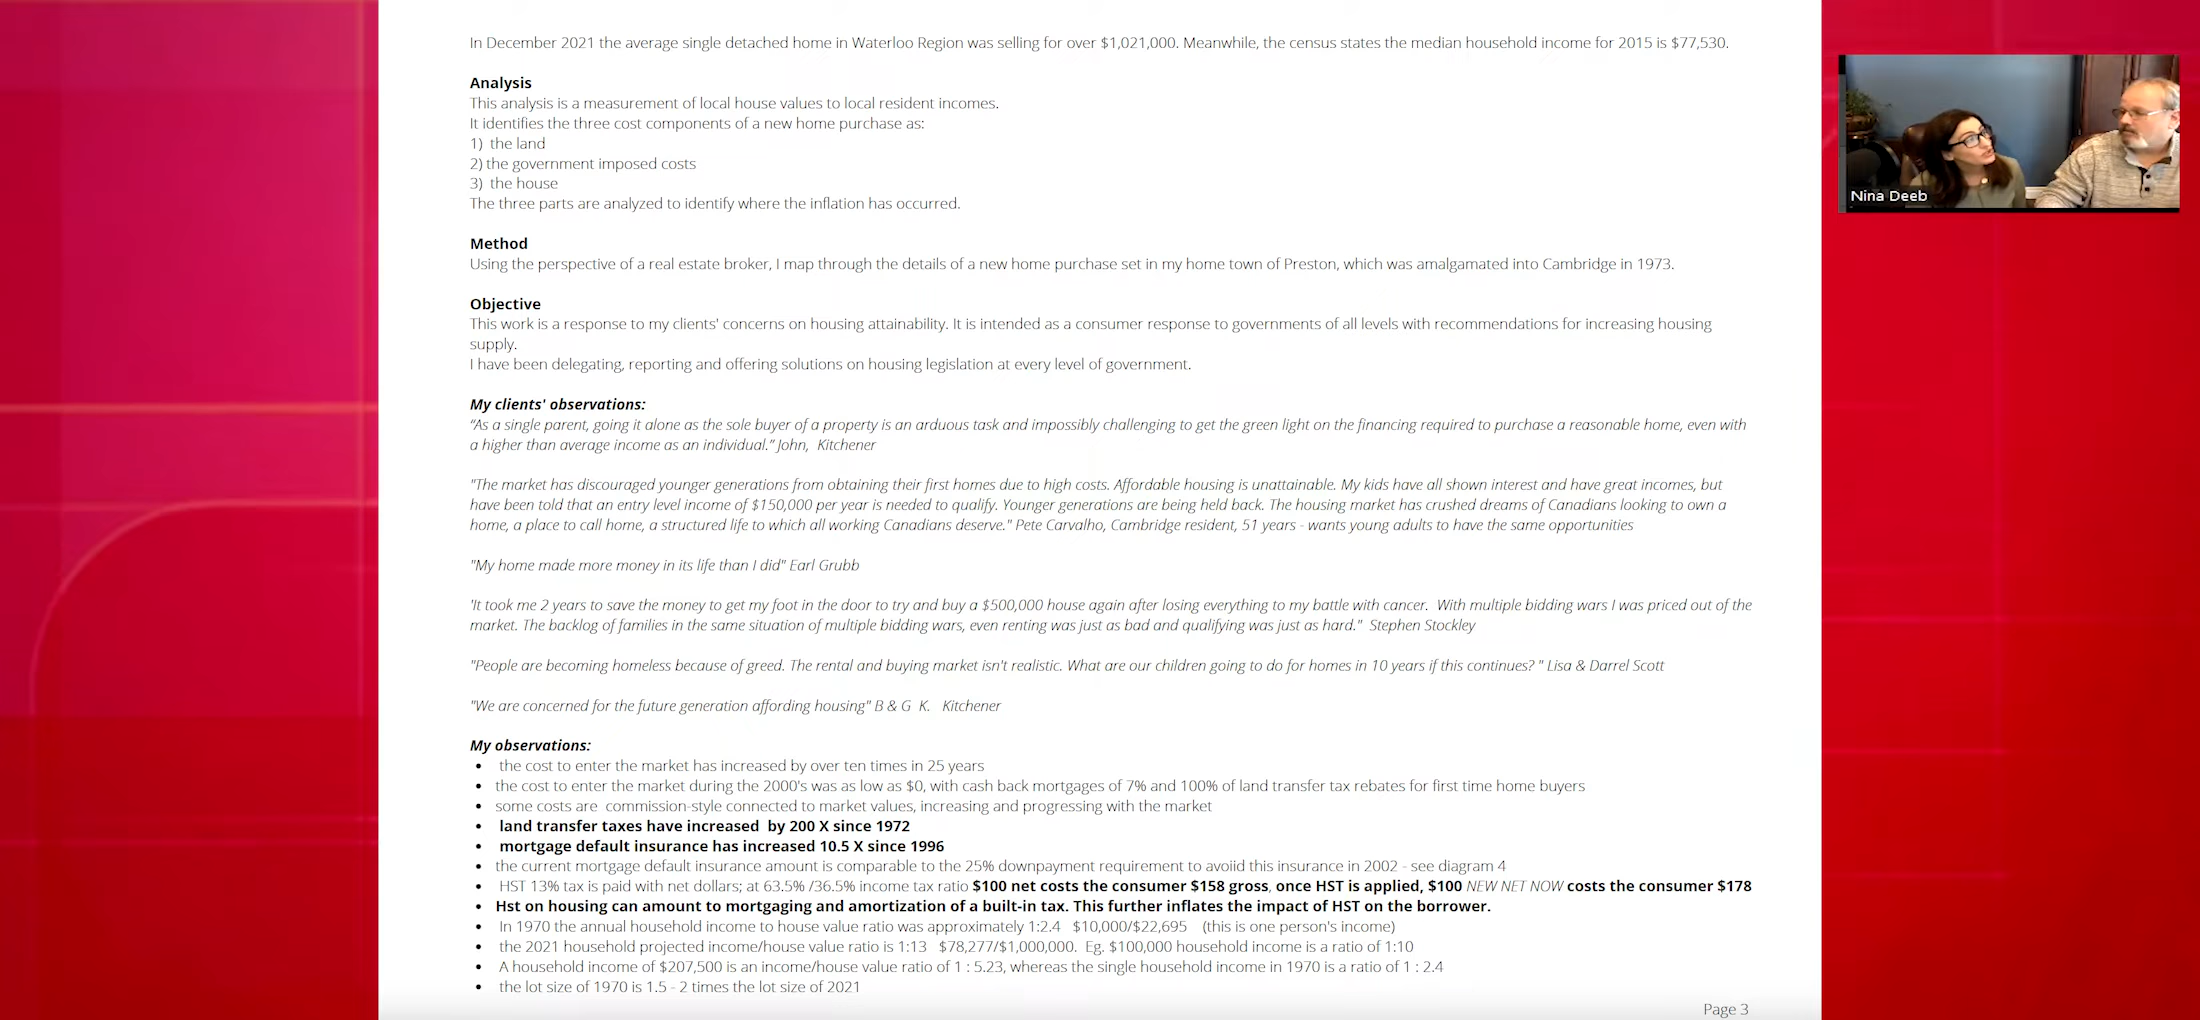 In December 2021 the average single detached home in Waterloo Region was selling for over $1,021,000. Meanwhile, the census states the median household income for 2015 is $77,530.
Analysis
This analysis is a measurement of local house values to local resident incomes.
It identifies the three cost components of a new home purchase as:
1) the land
2) the government imposed costs
3) the house
The three parts are analyzed to identify where the inflation has occurred.
Method
Using the perspective of a real estate broker, I map through the details of a new home purchase set in my home town of Preston, which was amalgamated into Cambridge in 1973.
Objective
This work is a response to my clients' concerns on housing attainability. It is intended as a consumer response to governments of all levels with recommendations for increasing housing
supply.
I have been delegating, reporting and offering solutions on housing legislation at every level of government.
My clients' observations:
“As a single parent, going it alone as the sole buyer of a property is an arduous task and impossibly challenging to get the green light on the financing required to purchase a reasonable home, even with
a higher than average income as an individual.” John, Kitchener
"The market has discouraged younger generations from obtaining their first homes due to high costs. Affordable housing is unattainable. My kids have all shown interest and have great incomes, but
have been told that an entry level income of $150,000 per year is needed to qualify. Younger generations are being held back. The housing market has crushed dreams of Canadians looking to own a
home, a place to call home, a structured life to which all working Canadians deserve." Pete Carvalho, Cambridge resident, 51 years - wants young adults to have the same opportunities
"My home made more money in its life than I did" Earl Grubb
'It took me 2 years to save the money to get my foot in the door to try and buy a $500,000 house again after losing everything to my battle with cancer. With multiple bidding wars I was priced out of the
market. The backlog of families in the same situation of multiple bidding wars, even renting was just as bad and qualifying was just as hard." Stephen Stockley
"People are becoming homeless because of greed. The rental and buying market isn't realistic. What are our children going to do for homes in 10 years if this continues? " Lisa & Darrel Scott
"We are concerned for the future generation affording housing" B & G K. Kitchener
My observations:
• the cost to enter the market has increased by over ten times in 25 years
• the cost to enter the market during the 2000's was as low as $0, with cash back mortgages of 7% and 100% of land transfer tax rebates for first time home buyers
• some costs are commission-style connected to market values, increasing and progressing with the market
• land transfer taxes have increased by 200 X since 1972
• mortgage default insurance has increased 10.5 X since 1996
• the current mortgage default insurance amount is comparable to the 25% downpayment requirement to avoiid this insurance in 2002 - see diagram 4
• HST 13% tax is paid with net dollars; at 63.5% /36.5% income tax ratio $100 net costs the consumer $158 gross, once HST is applied, $100 NEW NET NOW costs the consumer $178
• Hst on housing can amount to mortgaging and amortization of a built-in tax. This further inflates the impact of HST on the borrower.
• In 1970 the annual household income to house value ratio was approximately 1:2.4 $10,000/$22,695 (this is one person's income)
• the 2021 household projected income/house value ratio is 1:13 $78,277/$1,000,000. Eg. $100,000 household income is a ratio of 1:10
• A household income of $207,500 is an income/house value ratio of 1 : 5.23, whereas the single household income in 1970 is a ratio of 1 : 2.4
• the lot size of 1970 is 1.5 - 2 times the lot size of 2021
Page 3
Nina Deeb